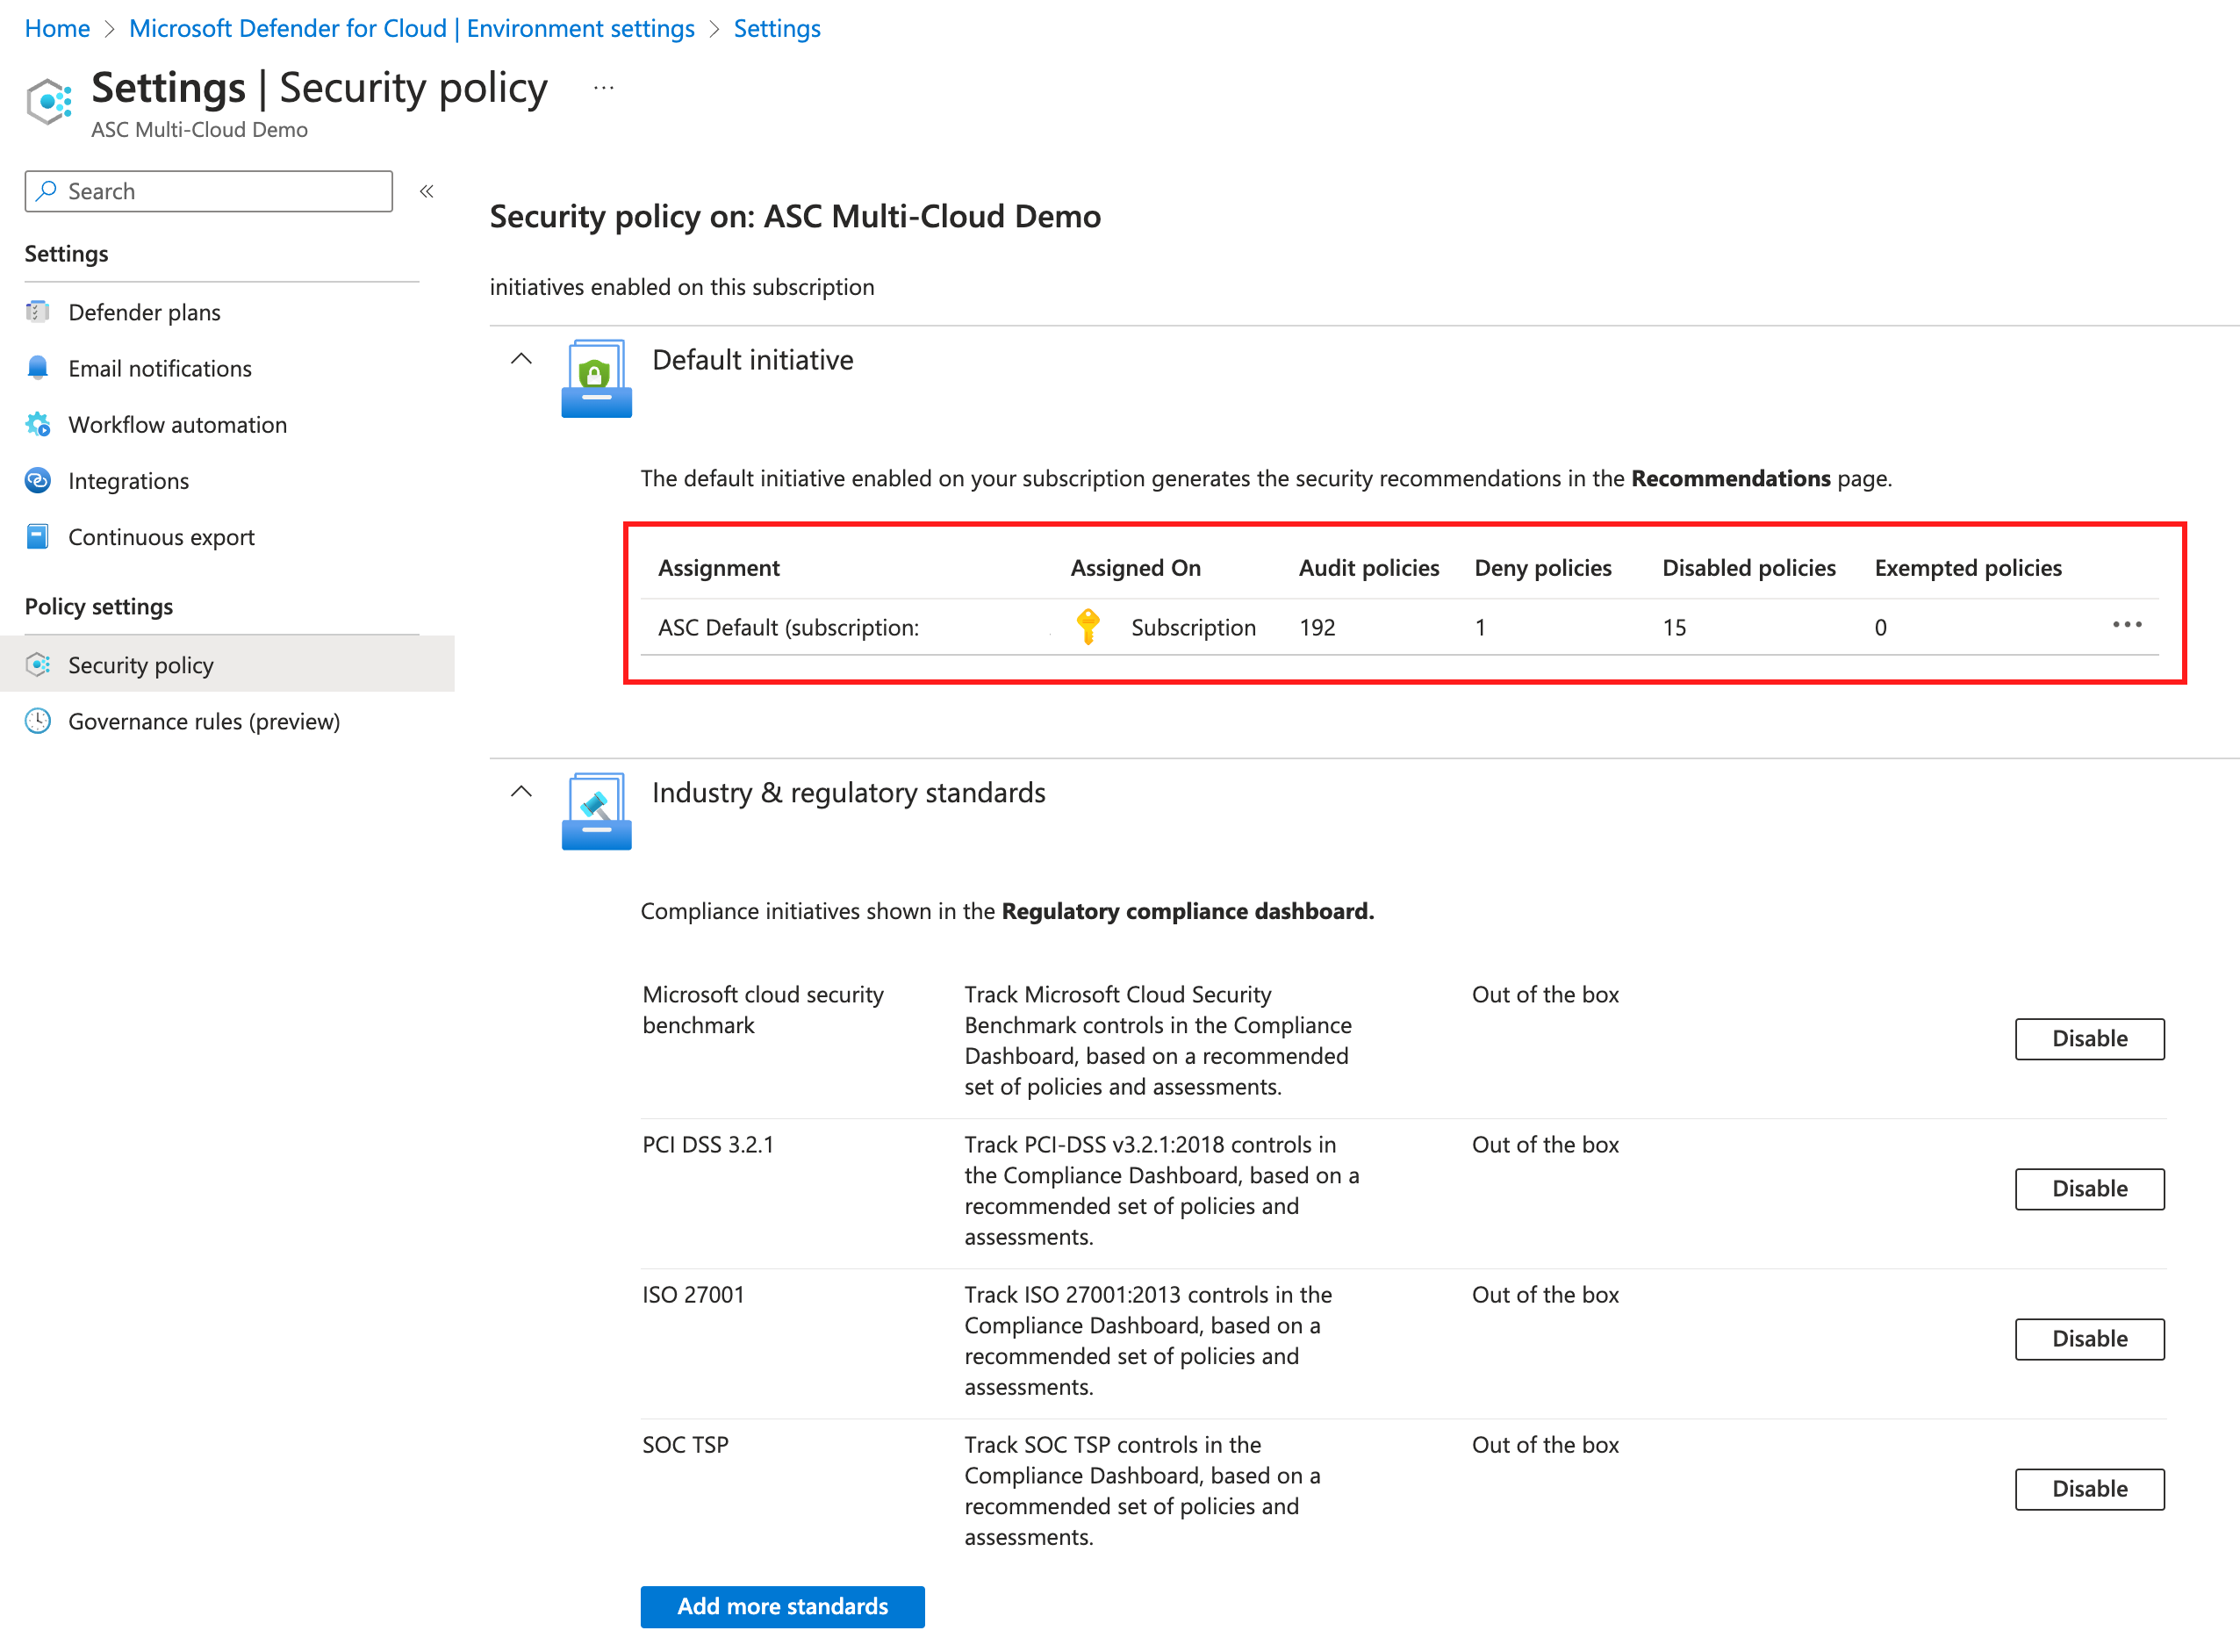 Home > Microsoft Defender for Cloud | Environment settings > Settings
Settings | Security policy ...
ASC Multi-Cloud Demo
Search «
Settings
Defender plans
Email notifications
Workflow automation
Integrations
Continuous export
Policy settings
Security policy
Governance rules (preview)
Security policy on: ASC Multi-Cloud Demo
initiatives enabled on this subscription
Default initiative
The default initiative enabled on your subscription generates the security recommendations in the Recommendations page.
Assignment Assigned On Audit policies Deny policies Disabled policies Exempted policies
ASC Default (subscription: Subscription 192 1 15 0 ...
Industry & regulatory standards
Compliance initiatives shown in the Regulatory compliance dashboard.
Microsoft cloud security
benchmark
Track Microsoft Cloud Security
Benchmark controls in the Compliance
Dashboard, based on a recommended
set of policies and assessments.
Out of the box
Disable
PCI DSS 3.2.1
Track PCI-DSS v3.2.1:2018 controls in
the Compliance Dashboard, based on a
recommended set of policies and
assessments.
Out of the box
Disable
ISO 27001
Track ISO 27001:2013 controls in the
Compliance Dashboard, based on a
recommended set of policies and
assessments.
Out of the box
Disable
SOC TSP
Track SOC TSP controls in the
Compliance Dashboard, based on a
recommended set of policies and
assessments.
Out of the box
Disable
Add more standards